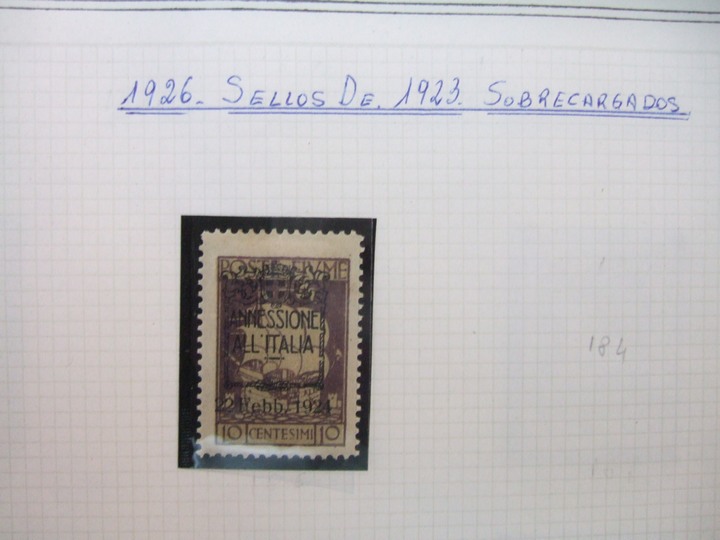 1926. SELLOS DE. 1923. SOBRECARGADOS
POSTE FIUME
ANNESSIONE
ALL'ITALIA
22 Febb. 1924
10 CENTESIMI 10
184